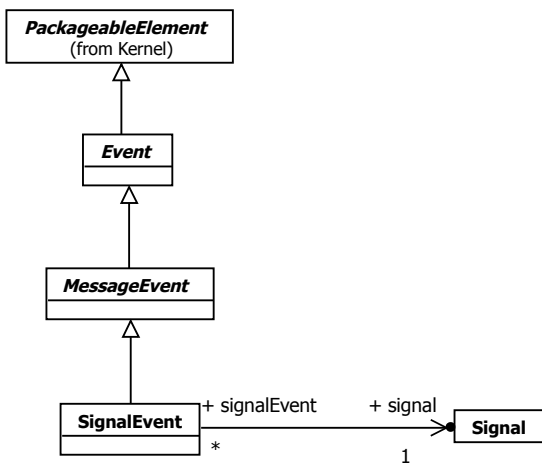 PackageableElement
(from Kernel)
Event
MessageEvent
SignalEvent
+ signalEvent
+ signal
*
1
Signal